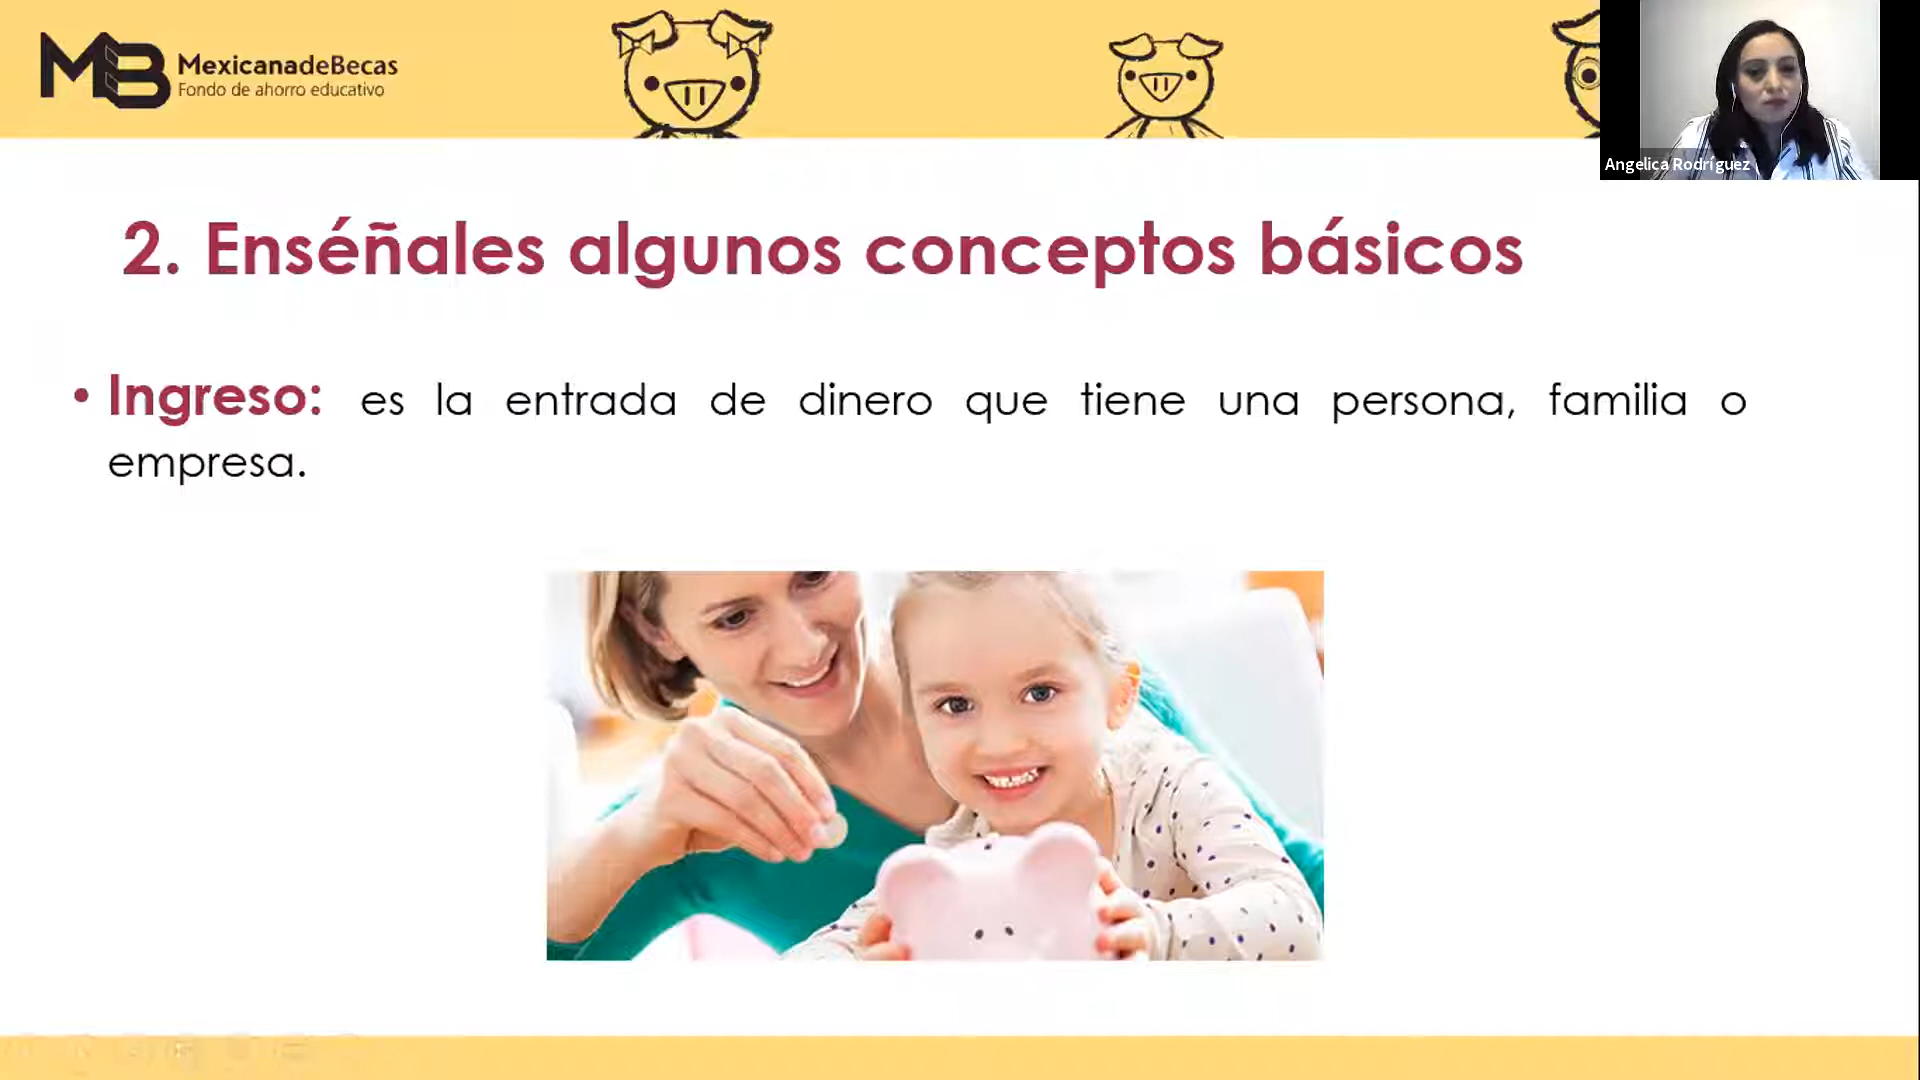 MB MexicanadeBecas
Fondo de ahorro educativo
Angelica Rodríguez
2. Enséñales algunos conceptos básicos
• Ingreso: es la entrada de dinero que tiene una persona, familia o
empresa.